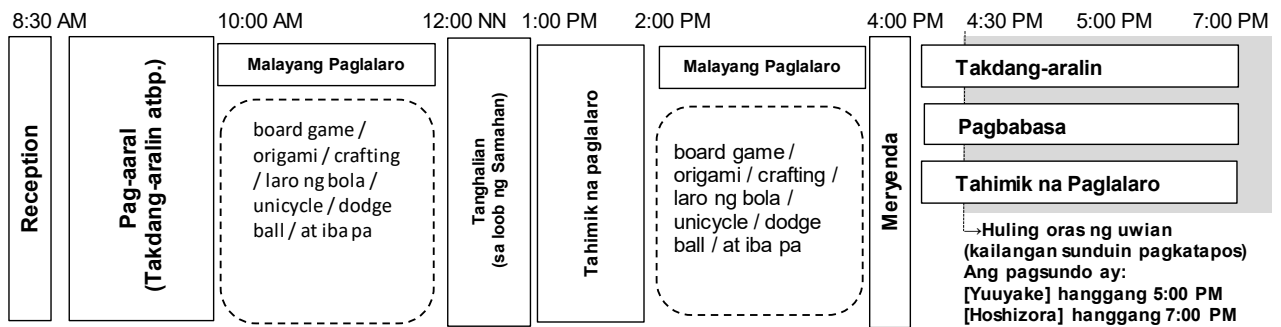 8:30 AM 10:00 AM 12:00 NN 1:00 PM 2:00 PM 4:00 PM 4:30 PM 5:00 PM 7:00 PM
Reception
Pag-aaral
(Takdang-aralin atbp.)
Malayang Paglalaro
board game /
origami / crafting
/ laro ng bola /
unicycle / dodge
ball / at iba pa
Tanghalian
(sa loob ng Samahan)
Tahimik na paglalaro
Malayang Paglalaro
board game /
origami / crafting /
laro ng bola /
unicycle / dodge
ball / at iba pa
Meryenda
Takdang-aralin
Pagbabasa
Tahimik na Paglalaro
→Huling oras ng uwian
(kailangan sunduin pagkatapos)
Ang pagsundo ay:
[Yuuyake] hanggang 5:00 PM
[Hoshizora] hanggang 7:00 PM